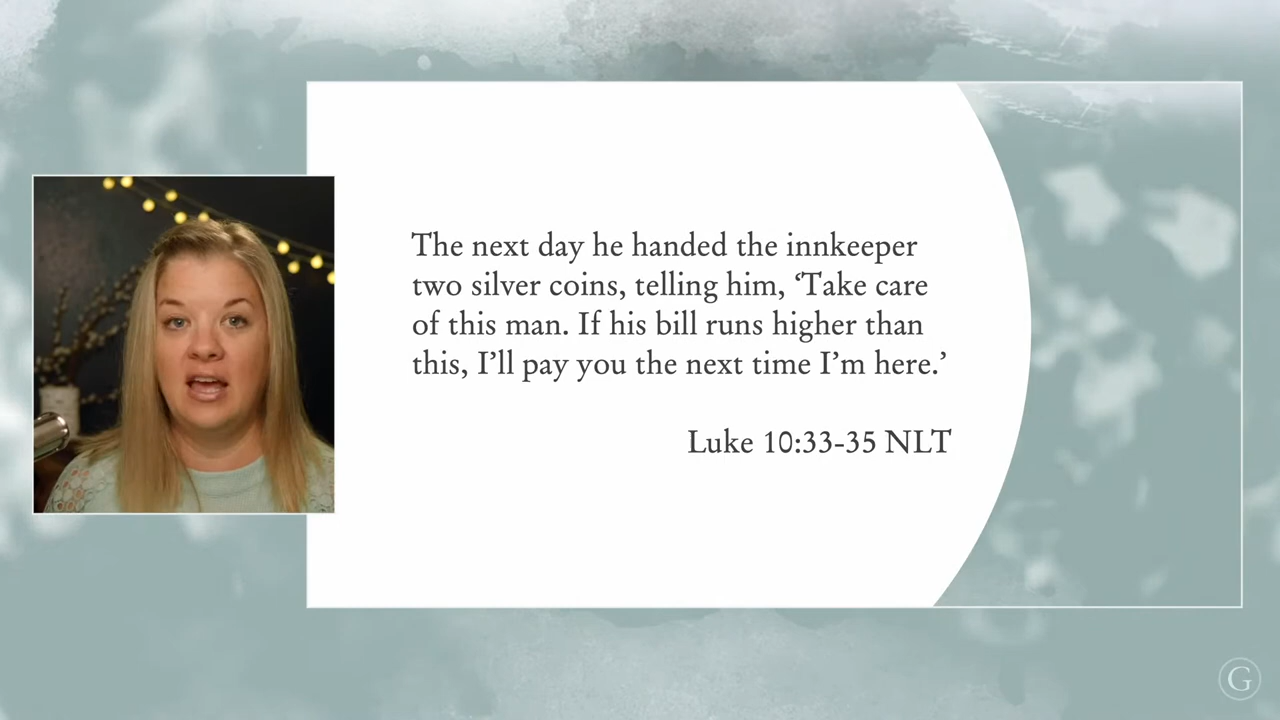 The next day he handed the innkeeper
two silver coins, telling him, ‘Take care
of this man. If his bill runs higher than
this, I’ll pay you the next time I’m here.’
Luke 10:33-35 NLT
G